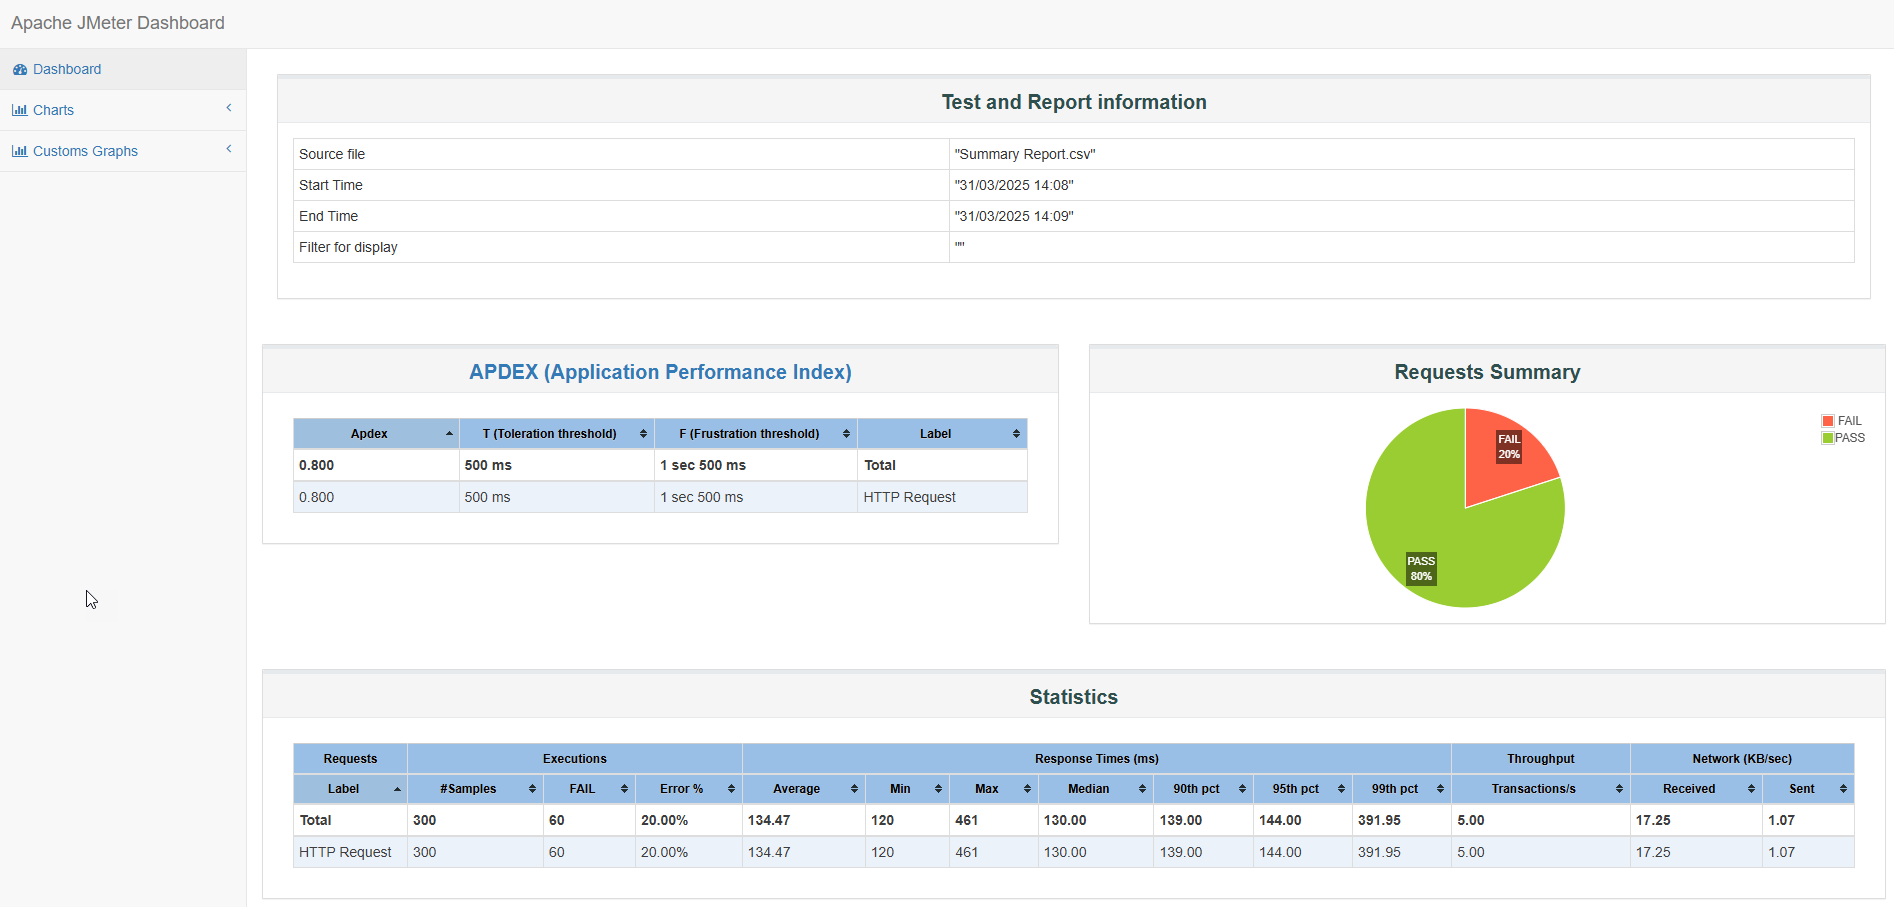 Apache JMeter Dashboard
Dashboard
Charts
Customs Graphs
Test and Report information
Source file "Summary Report.csv"
Start Time "31/03/2025 14:08"
End Time "31/03/2025 14:09"
Filter for display ""
APDEX (Application Performance Index)
Apdex T (Toleration threshold) F (Frustration threshold) Label
0.800 500 ms 1 sec 500 ms Total
0.800 500 ms 1 sec 500 ms HTTP Request
Requests Summary
FAIL
PASS
FAIL
20%
PASS
80%
Statistics
Requests Executions Response Times (ms) Throughput Network (KB/sec)
Label #Samples FAIL Error % Average Min Max Median 90th pct 95th pct 99th pct Transactions/s Received Sent
Total 300 60 20.00% 134.47 120 461 130.00 139.00 144.00 391.95 5.00 17.25 1.07
HTTP Request 300 60 20.00% 134.47 120 461 130.00 139.00 144.00 391.95 5.00 17.25 1.07